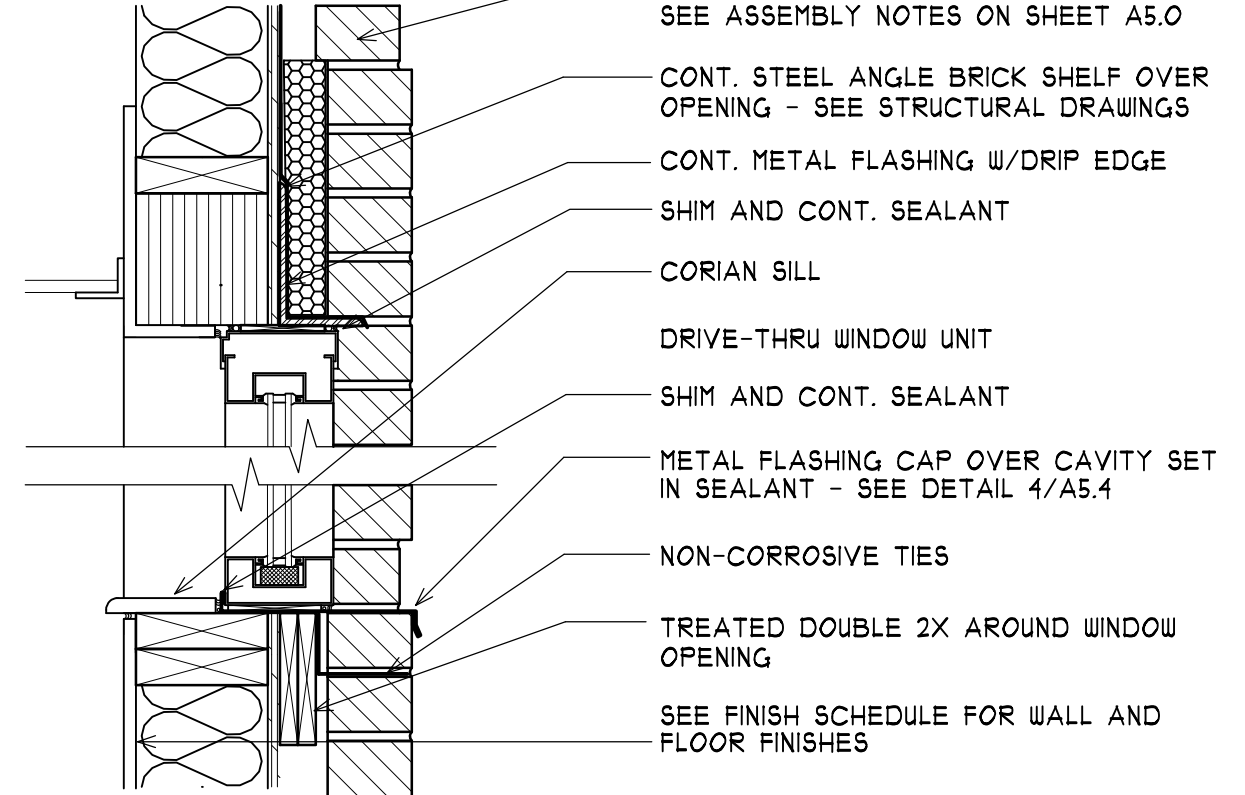 SEE ASSEMBLY NOTES ON SHEET A5.0
CONT. STEEL ANGLE BRICK SHELF OVER
OPENING - SEE STRUCTURAL DRAWINGS
CONT. METAL FLASHING W/DRIP EDGE
SHIM AND CONT. SEALANT
CORIAN SILL
DRIVE-THRU WINDOW UNIT
SHIM AND CONT. SEALANT
METAL FLASHING CAP OVER CAVITY SET
IN SEALANT - SEE DETAIL 4/A5.4
NON-CORROSIVE TIES
TREATED DOUBLE 2X AROUND WINDOW
OPENING
SEE FINISH SCHEDULE FOR WALL AND
FLOOR FINISHES